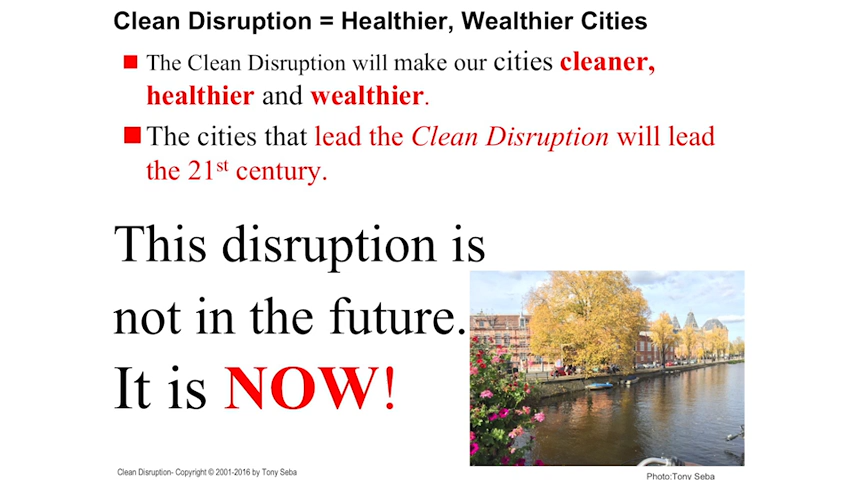 Clean Disruption = Healthier, Wealthier Cities
The Clean Disruption will make our cities cleaner,
healthier and wealthier.
The cities that lead the Clean Disruption will lead
the 21st century.
This disruption is
not in the future.
It is NOW!
Clean Disruption- Copyright © 2001-2016 by Tony Seba
Photo:Tony Seba